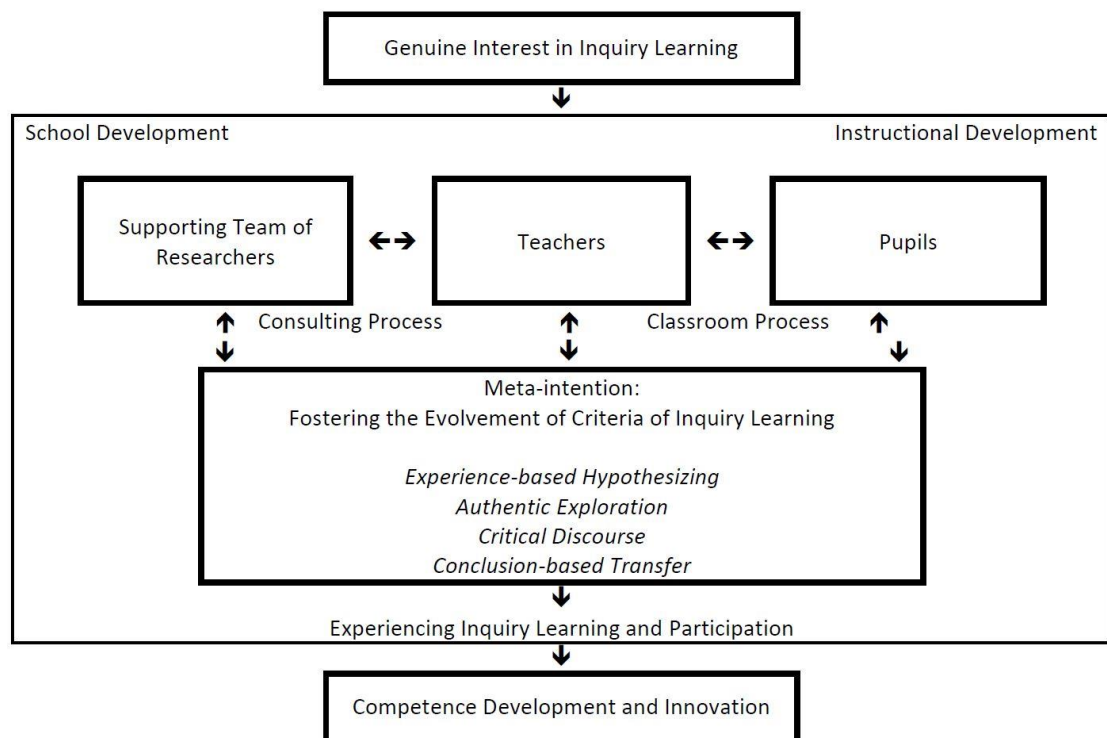 Genuine Interest in Inquiry Learning
School Development
Instructional Development
Supporting Team of
Researchers
Teachers
Pupils
Consulting Process
Classroom Process
Meta-intention:
Fostering the Evolvement of Criteria of Inquiry Learning
Experience-based Hypothesizing
Authentic Exploration
Critical Discourse
Conclusion-based Transfer
Experiencing Inquiry Learning and Participation
Competence Development and Innovation